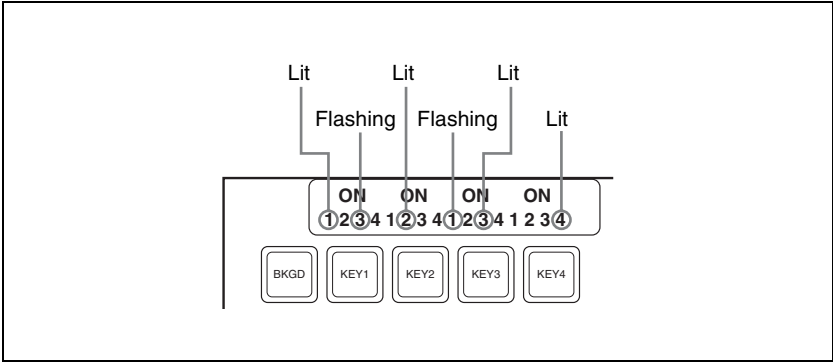 Lit Lit Lit
Flashing Flashing Lit
ON ON ON ON
1 2 3 4 1 2 3 4 1 2 3 4 1 2 3 4
BKGD KEY1 KEY2 KEY3 KEY4